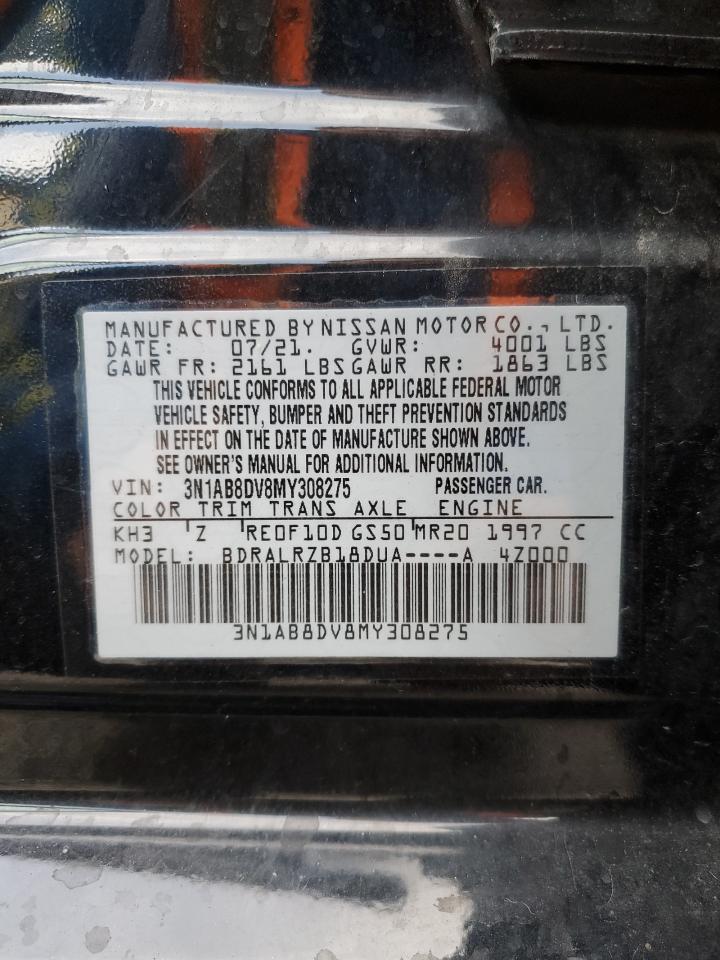 MANUFACTURED BY NISSAN MOTOR CO., LTD.
DATE: 07/21. GVWR: 4001 LBS
GAWR FR: 2161 LBS GAWR RR: 1863 LBS
THIS VEHICLE CONFORMS TO ALL APPLICABLE FEDERAL MOTOR
VEHICLE SAFETY, BUMPER AND THEFT PREVENTION STANDARDS
IN EFFECT ON THE DATE OF MANUFACTURE SHOWN ABOVE.
SEE OWNER'S MANUAL FOR ADDITIONAL INFORMATION.
VIN: 3N1AB8DV8MY308275 PASSENGER CAR.
COLOR TRIM TRANS AXLE ENGINE
KH3 Z RE0F10D GS50 MR20 1997 CC
MODEL: BDRALRZB18DUA----A 4Z000
3N1AB8DV8MY308275